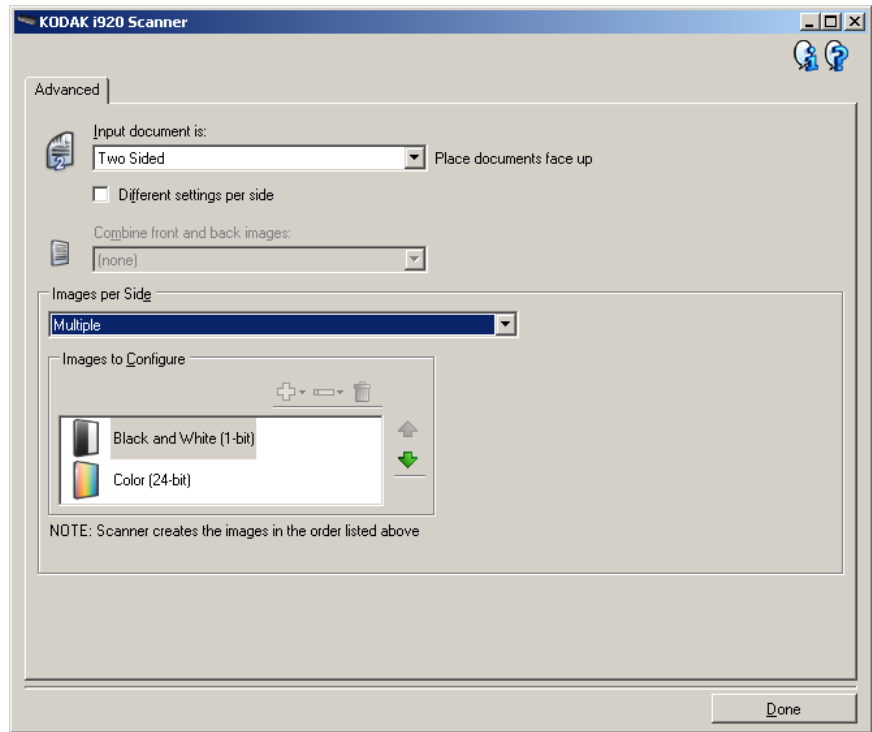 KODAK i920 Scanner
Advanced
Input document is:
Two Sided
Place documents face up
Different settings per side
Combine front and back images:
(none)
Images per Side
Multiple
Images to Configure
Black and White (1-bit)
Color (24-bit)
NOTE: Scanner creates the images in the order listed above
Done